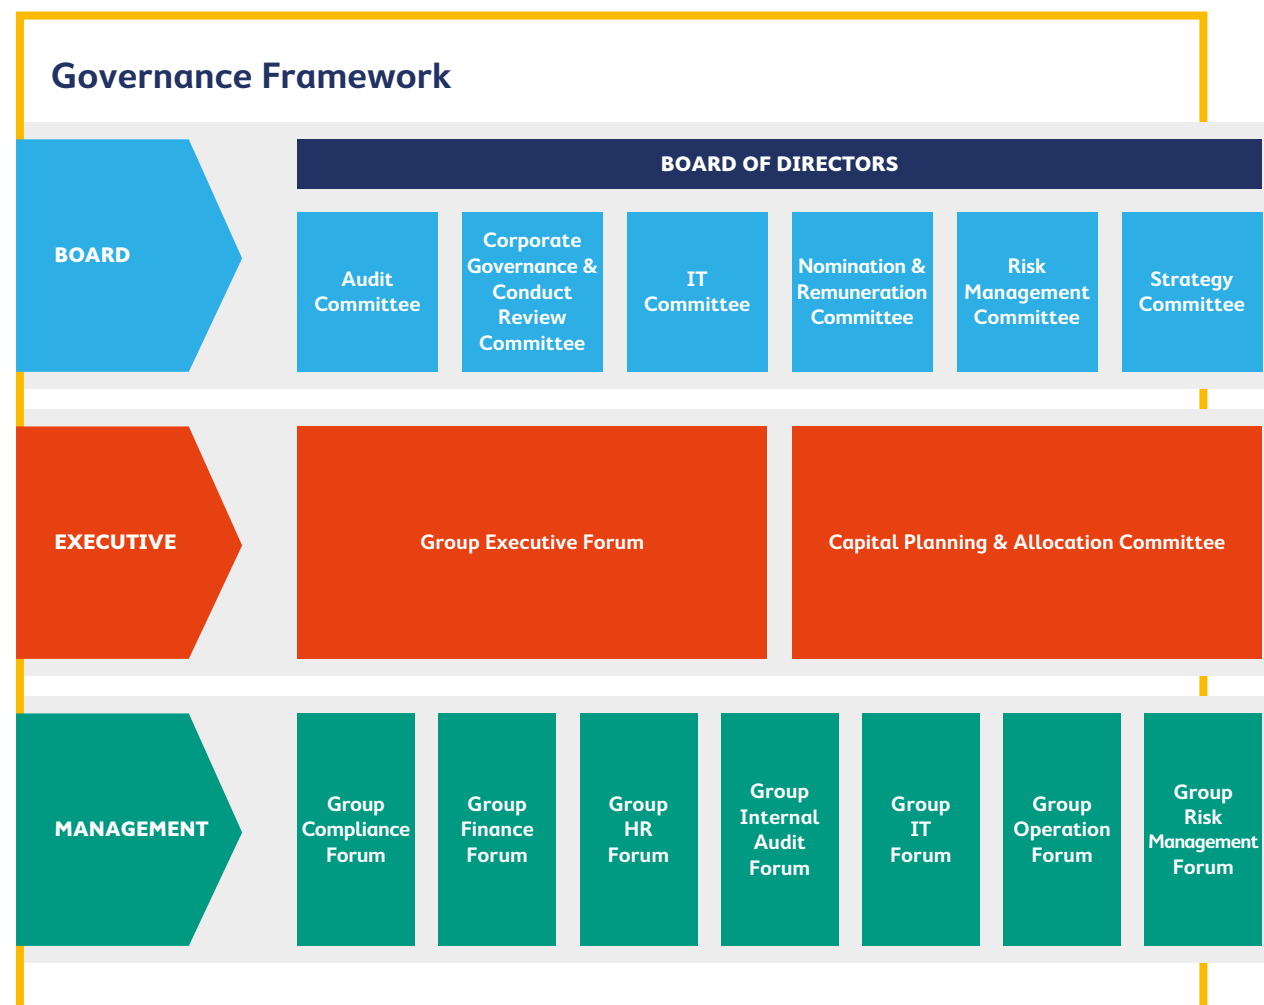 Governance Framework
BOARD
BOARD OF DIRECTORS
Audit
Committee
Corporate
Governance &
Conduct
Review
Committee
IT
Committee
Nomination &
Remuneration
Committee
Risk
Management
Committee
Strategy
Committee
EXECUTIVE
Group Executive Forum
Capital Planning & Allocation Committee
MANAGEMENT
Group
Compliance
Forum
Group
Finance
Forum
Group
HR
Forum
Group
Internal
Audit
Forum
Group
IT
Forum
Group
Operation
Forum
Group
Risk
Management
Forum